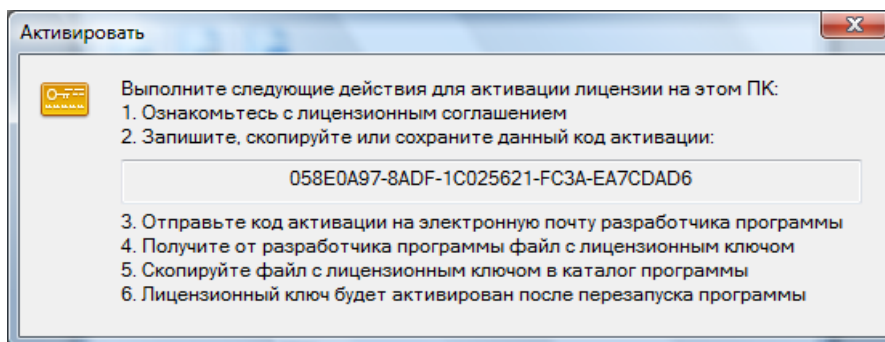 Активировать
Выполните следующие действия для активации лицензии на этом ПК:
1. Ознакомьтесь с лицензионным соглашением
2. Запишите, скопируйте или сохраните данный код активации:
058E0A97-8ADF-1C025621-FC3A-EA7CDAD6
3. Отправьте код активации на электронную почту разработчика программы
4. Получите от разработчика программы файл с лицензионным ключом
5. Скопируйте файл с лицензионным ключом в каталог программы
6. Лицензионный ключ будет активирован после перезапуска программы